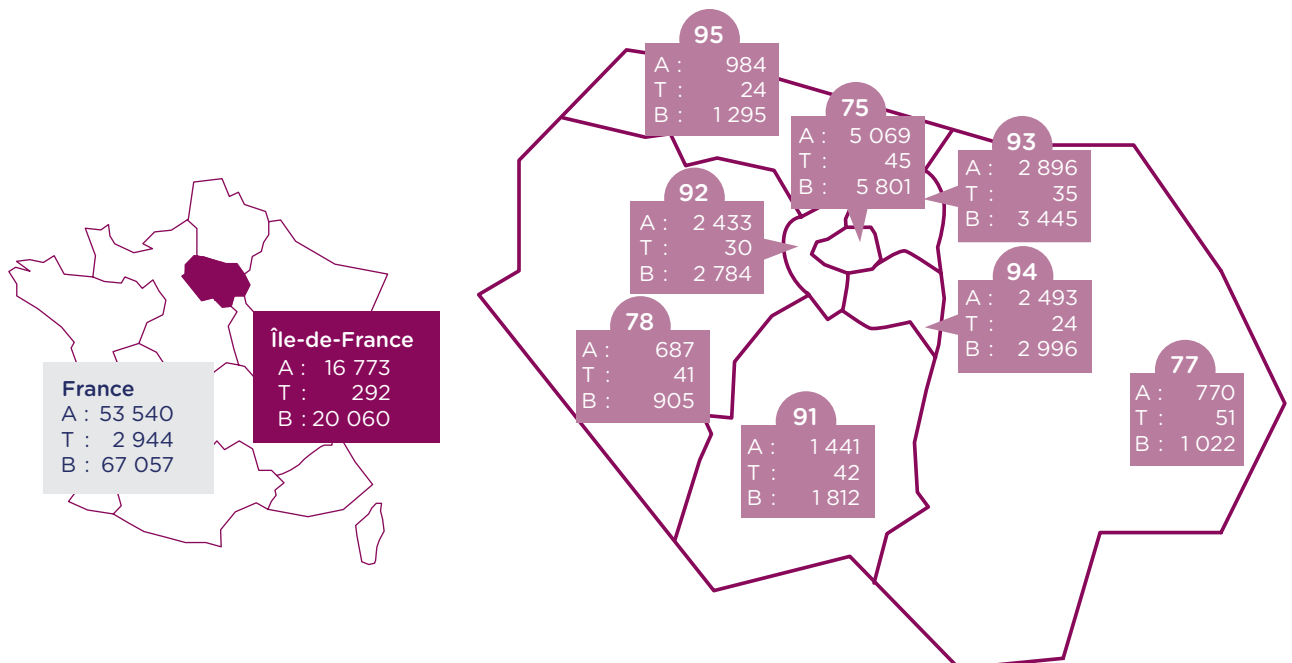 France
A : 53 540
T : 2 944
B : 67 057
Île-de-France
A : 16 773
T : 292
B : 20 060
95
A : 984
T : 24
B : 1 295
75
A : 5 069
T : 45
B : 5 801
93
A : 2 896
T : 35
B : 3 445
92
A : 2 433
T : 30
B : 2 784
94
A : 2 493
T : 24
B : 2 996
78
A : 687
T : 41
B : 905
77
A : 770
T : 51
B : 1 022
91
A : 1 441
T : 42
B : 1 812